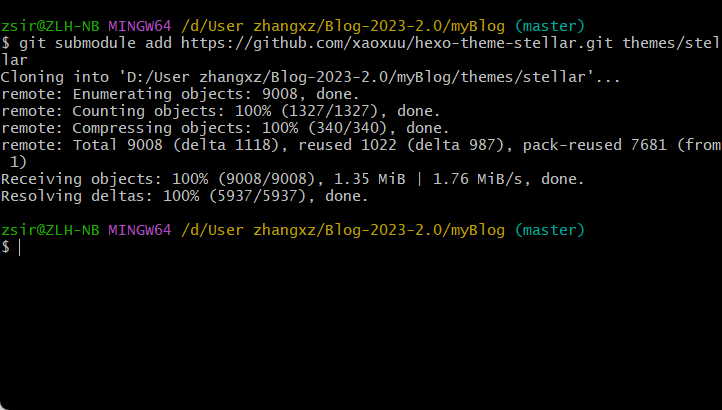 zsir@ZLH-NB MINGW64 /d/User zhangxz/Blog-2023-2.0/myBlog (master)
$ git submodule add https://github.com/xaoxuu/hexo-theme-stellar.git themes/stel
lar
Cloning into 'D:/User zhangxz/Blog-2023-2.0/myBlog/themes/stellar'...
remote: Enumerating objects: 9008, done.
remote: Counting objects: 100% (1327/1327), done.
remote: Compressing objects: 100% (340/340), done.
remote: Total 9008 (delta 1118), reused 1022 (delta 987), pack-reused 7681 (from
 1)
Receiving objects: 100% (9008/9008), 1.35 MiB | 1.76 MiB/s, done.
Resolving deltas: 100% (5937/5937), done.
zsir@ZLH-NB MINGW64 /d/User zhangxz/Blog-2023-2.0/myBlog (master)
$